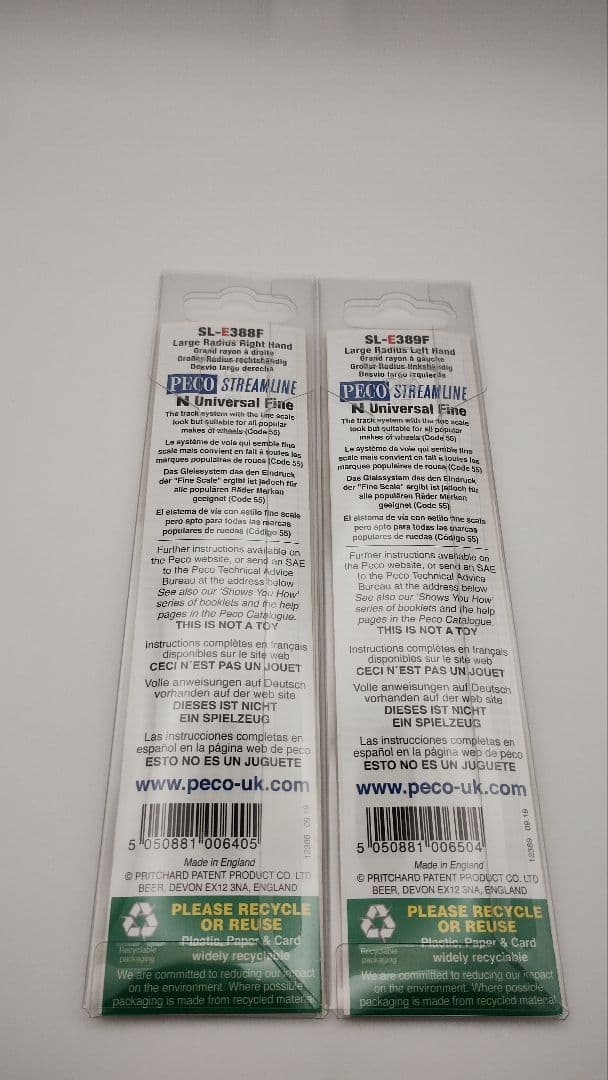 SL-E388F
Large Radius Right Hand
Grand rayon à droite
Großer Radius rechtshändig
Desvio largo derecha
PECO STREAMLINE
N Universal Fine
The track system with the fine scale
look but suitable for all popular
makes of wheels (Code 55)
Le système de voie qui semble fine
scale mais convient en fait à toutes les
marques populaires de roues (Code 55)
Das Gleissystem das den Eindruck
der "Fine Scale" ergibt ist jedoch für
alle populären Räder Marken
geeignet (Code 55)
El sistema de vía con estilo fine scale
pero apto para todas las marcas
populares de ruedas (Código 55)
Further instructions available on
the Peco website, or send an SAE
to the Peco Technical Advice
Bureau at the address below
See also our 'Shows You How'
series of booklets and the help
pages in the Peco Catalogue.
THIS IS NOT A TOY
Instructions complètes en français
disponibles sur le site web
CECI N'EST PAS UN JOUET
Volle anweisungen auf Deutsch
vorhanden auf der web site
DIESES IST NICHT
EIN SPIELZEUG
Las instrucciones completas en
español en la página web de peco
ESTO NO ES UN JUGUETE
www.peco-uk.com
5 050881 006405
12388 09.19
Made in England
© PRITCHARD PATENT PRODUCT CO. LTD
BEER, DEVON EX12 3NA, ENGLAND
PLEASE RECYCLE
OR REUSE
Plastic, Paper & Card
widely recyclable
Recyclable
packaging
We are committed to reducing our impact
on the environment. Where possible
packaging is made from recycled material
SL-E389F
Large Radius Left Hand
Grand rayon à gauche
Großer Radius linkshändig
Desvio largo izquierda
PECO STREAMLINE
N Universal Fine
The track system with the fine scale
look but suitable for all popular
makes of wheels (Code 55)
Le système de voie qui semble fine
scale mais convient en fait à toutes les
marques populaires de roues (Code 55)
Das Gleissystem das den Eindruck
der "Fine Scale" ergibt ist jedoch für
alle populären Räder Marken
geeignet (Code 55)
El sistema de vía con estilo fine scale
pero apto para todas las marcas
populares de ruedas (Código 55)
Further instructions available on
the Peco website, or send an SAE
to the Peco Technical Advice
Bureau at the address below
See also our 'Shows You How'
series of booklets and the help
pages in the Peco Catalogue.
THIS IS NOT A TOY
Instructions complètes en français
disponibles sur le site web
CECI N'EST PAS UN JOUET
Volle anweisungen auf Deutsch
vorhanden auf der web site
DIESES IST NICHT
EIN SPIELZEUG
Las instrucciones completas en
español en la página web de peco
ESTO NO ES UN JUGUETE
www.peco-uk.com
5 050881 006504
12389 09.19
Made in England
© PRITCHARD PATENT PRODUCT CO. LTD
BEER, DEVON EX12 3NA, ENGLAND
PLEASE RECYCLE
OR REUSE
Plastic, Paper & Card
widely recyclable
Recyclable
packaging
We are committed to reducing our impact
on the environment. Where possible
packaging is made from recycled material